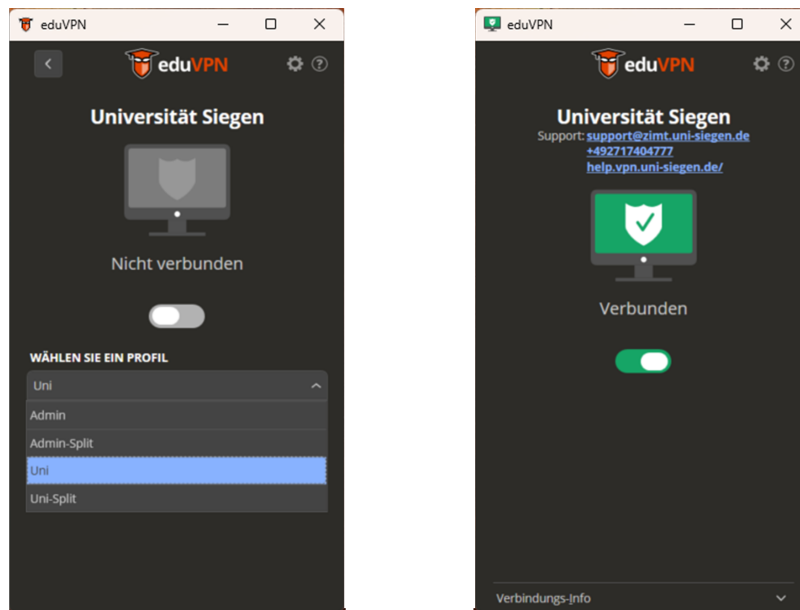 eduVPN
eduVPN
Universität Siegen
Nicht verbunden
WÄHLEN SIE EIN PROFIL
Uni
Admin
Admin-Split
Uni
Uni-Split
eduVPN
eduVPN
Universität Siegen
Support: support@zimt.uni-siegen.de
+492717404777
help.vpn.uni-siegen.de/
Verbunden
Verbindungs-Info